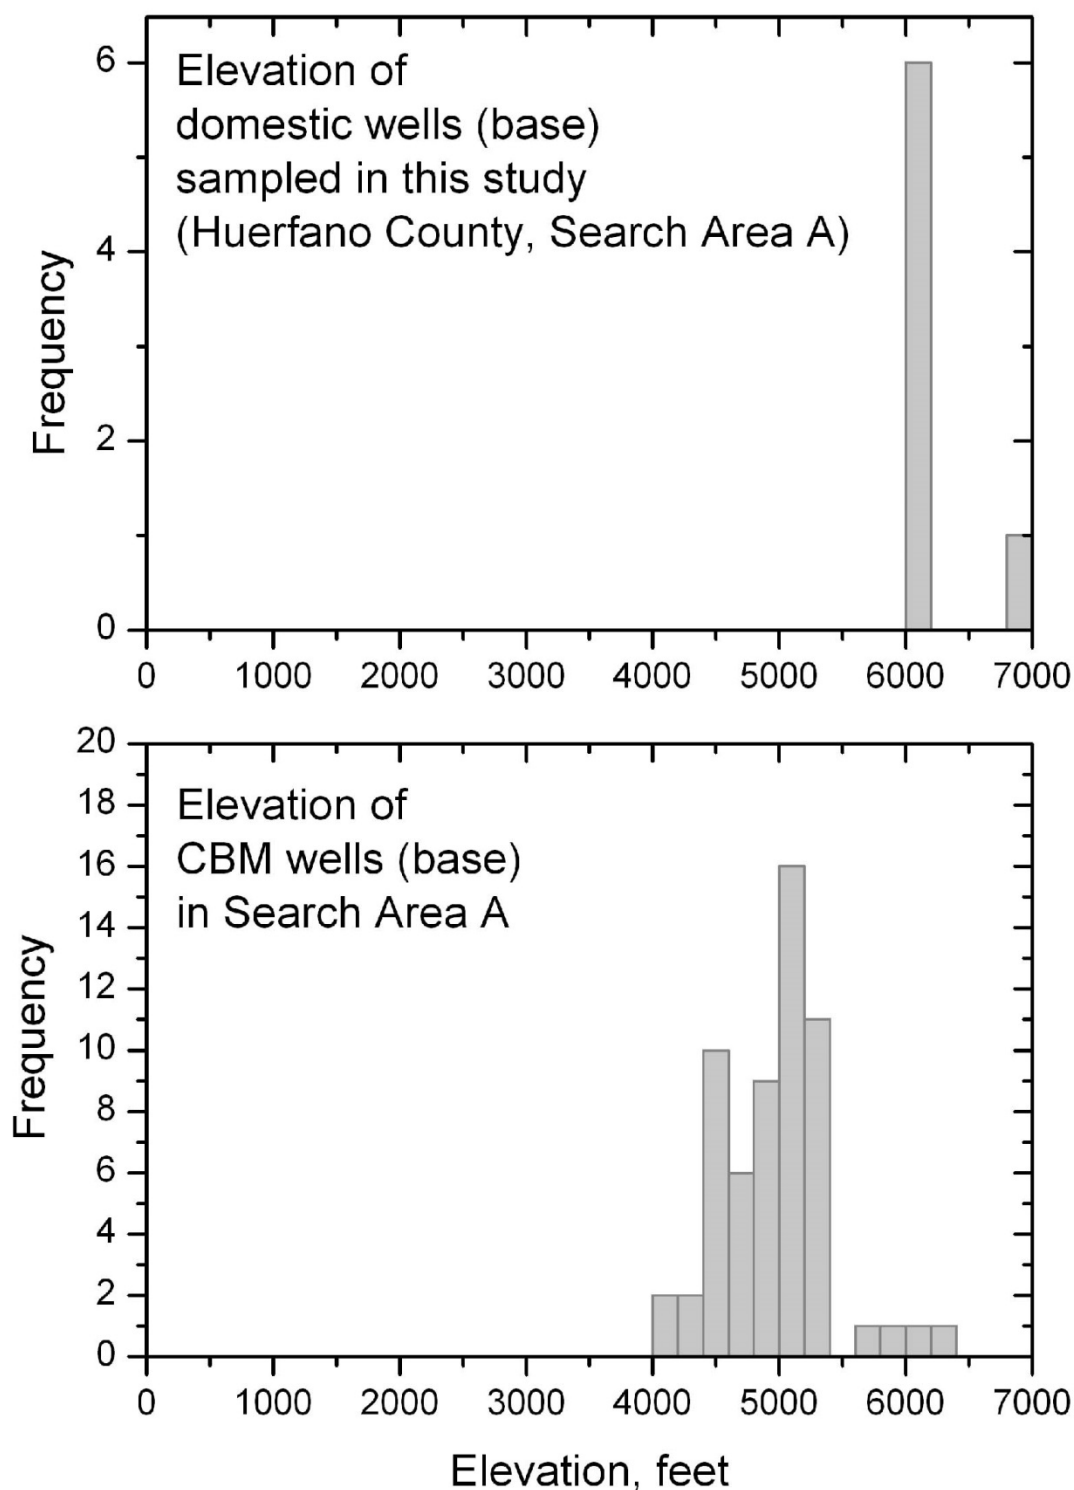 Elevation of
domestic wells (base)
sampled in this study
(Huerfano County, Search Area A)
Frequency
6
4
2
0
0 1000 2000 3000 4000 5000 6000 7000
Elevation of
CBM wells (base)
in Search Area A
Frequency
20
18
16
14
12
10
8
6
4
2
0
0 1000 2000 3000 4000 5000 6000 7000
Elevation, feet